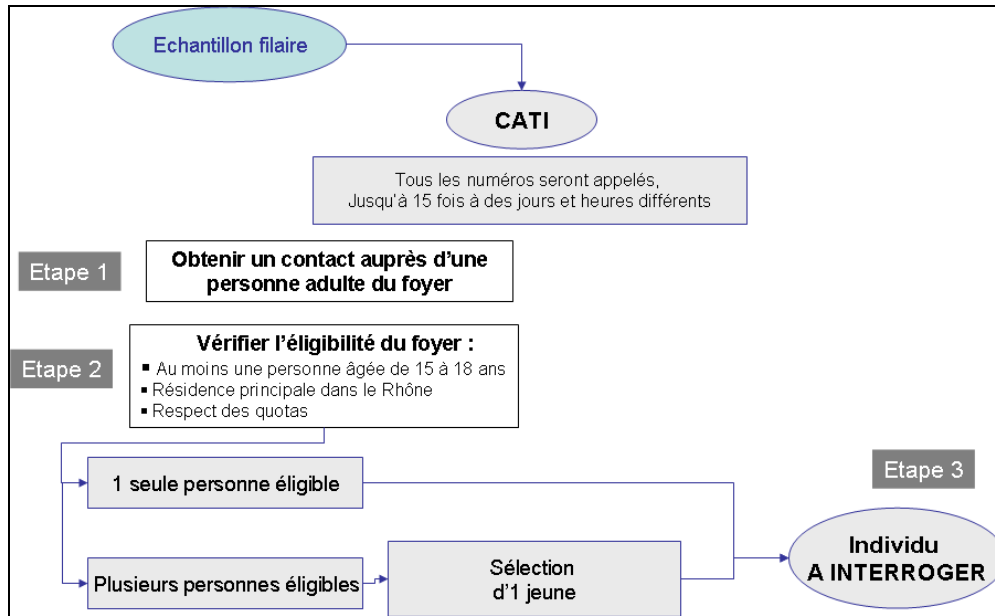 Echantillon filaire
CATI
Tous les numéros seront appelés,
Jusqu'à 15 fois à des jours et heures différents
Etape 1
Obtenir un contact auprès d'une
personne adulte du foyer
Etape 2
Vérifier l'éligibilité du foyer :
▪ Au moins une personne âgée de 15 à 18 ans
▪ Résidence principale dans le Rhône
▪ Respect des quotas
Etape 3
1 seule personne éligible
Plusieurs personnes éligibles
Sélection
d'1 jeune
Individu
A INTERROGER